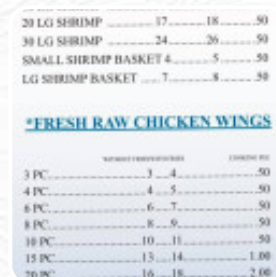 20 LG SHRIMP ............ 17 ............ 18 ............ .50
30 LG SHRIMP ............ 24 ............ 26 ............ .50
SMALL SHRIMP BASKET 4 ............ 5 ............ .50
LG SHRIMP BASKET ..... 7 ............ 8 ............ .50
*FRESH RAW CHICKEN WINGS
3 PC ............ 3 ... 4 ............ .50
4 PC ............ 4 ... 5 ............ .50
6 PC ............ 6 ... 7 ............ .50
8 PC ............ 8 ... 9 ............ .50
10 PC ............ 10 ... 11 ............ .50
15 PC ............ 13 ... 14 ............ 1.00
20 PC ............ 16 ... 18 ............ 2.00